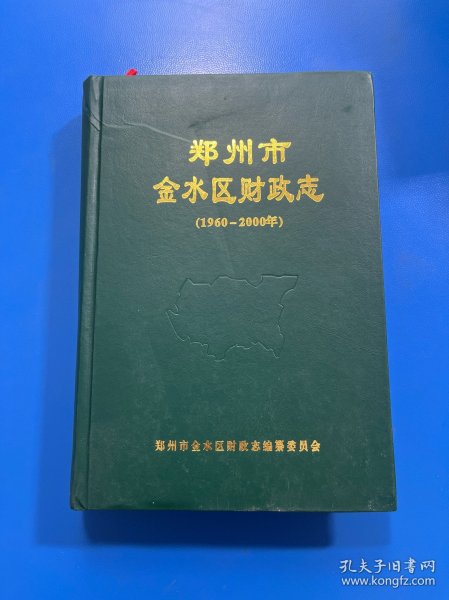 郑州市
金水区财政志
(1960-2000年)
郑州市金水区财政志编纂委员会
孔夫子旧书网
www.kongfz.com